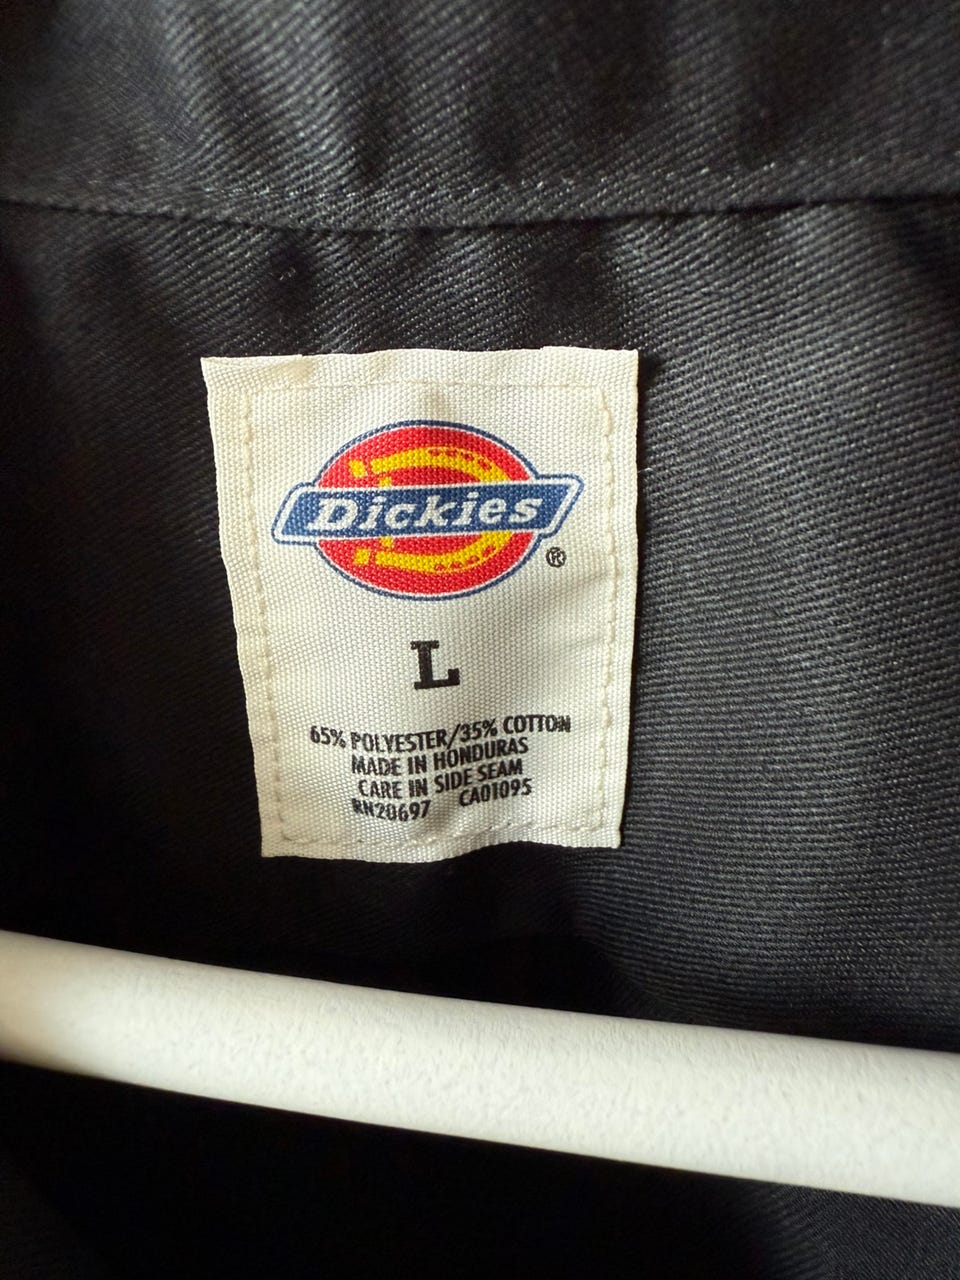 Dickies
®
L
65% POLYESTER/35% COTTON
MADE IN HONDURAS
CARE IN SIDE SEAM
RN20697 CA01095